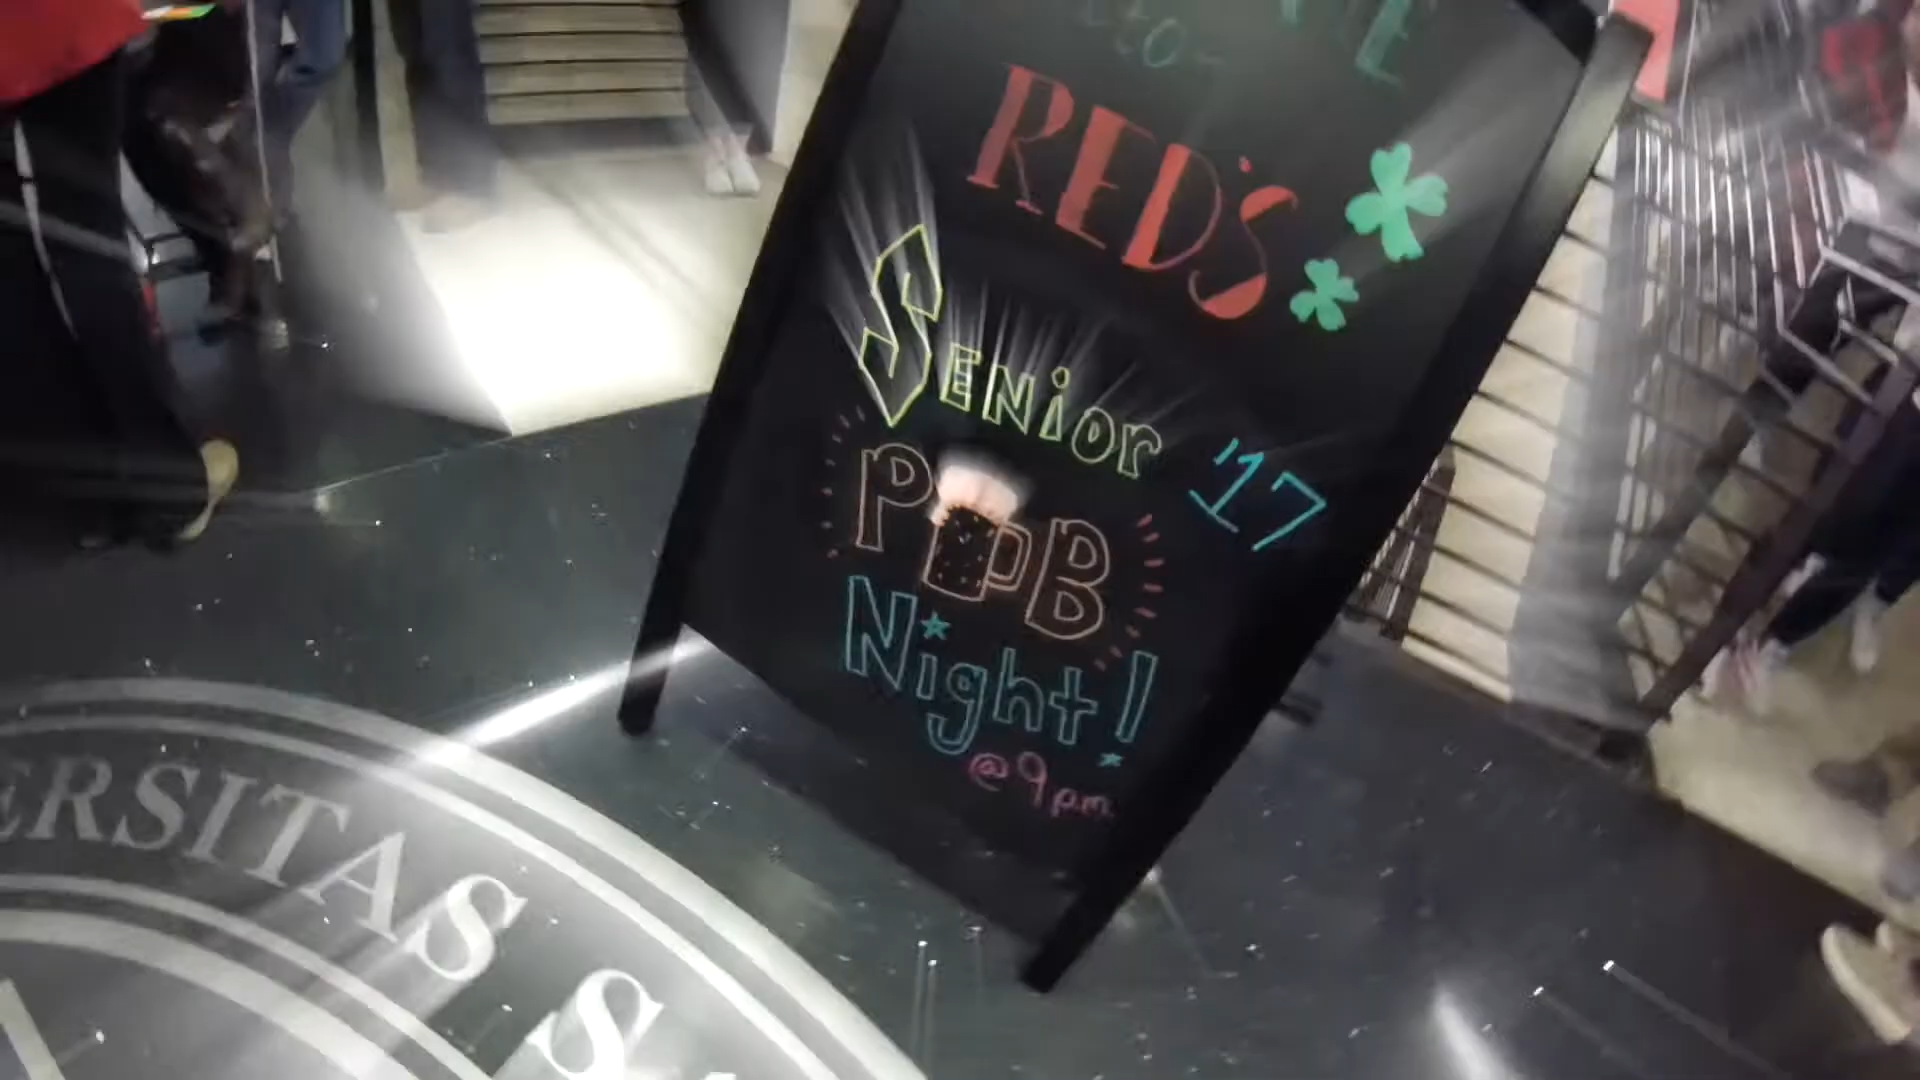 RED'S
SENior '17
PUB
Night!
@9pm
ERSITAS S